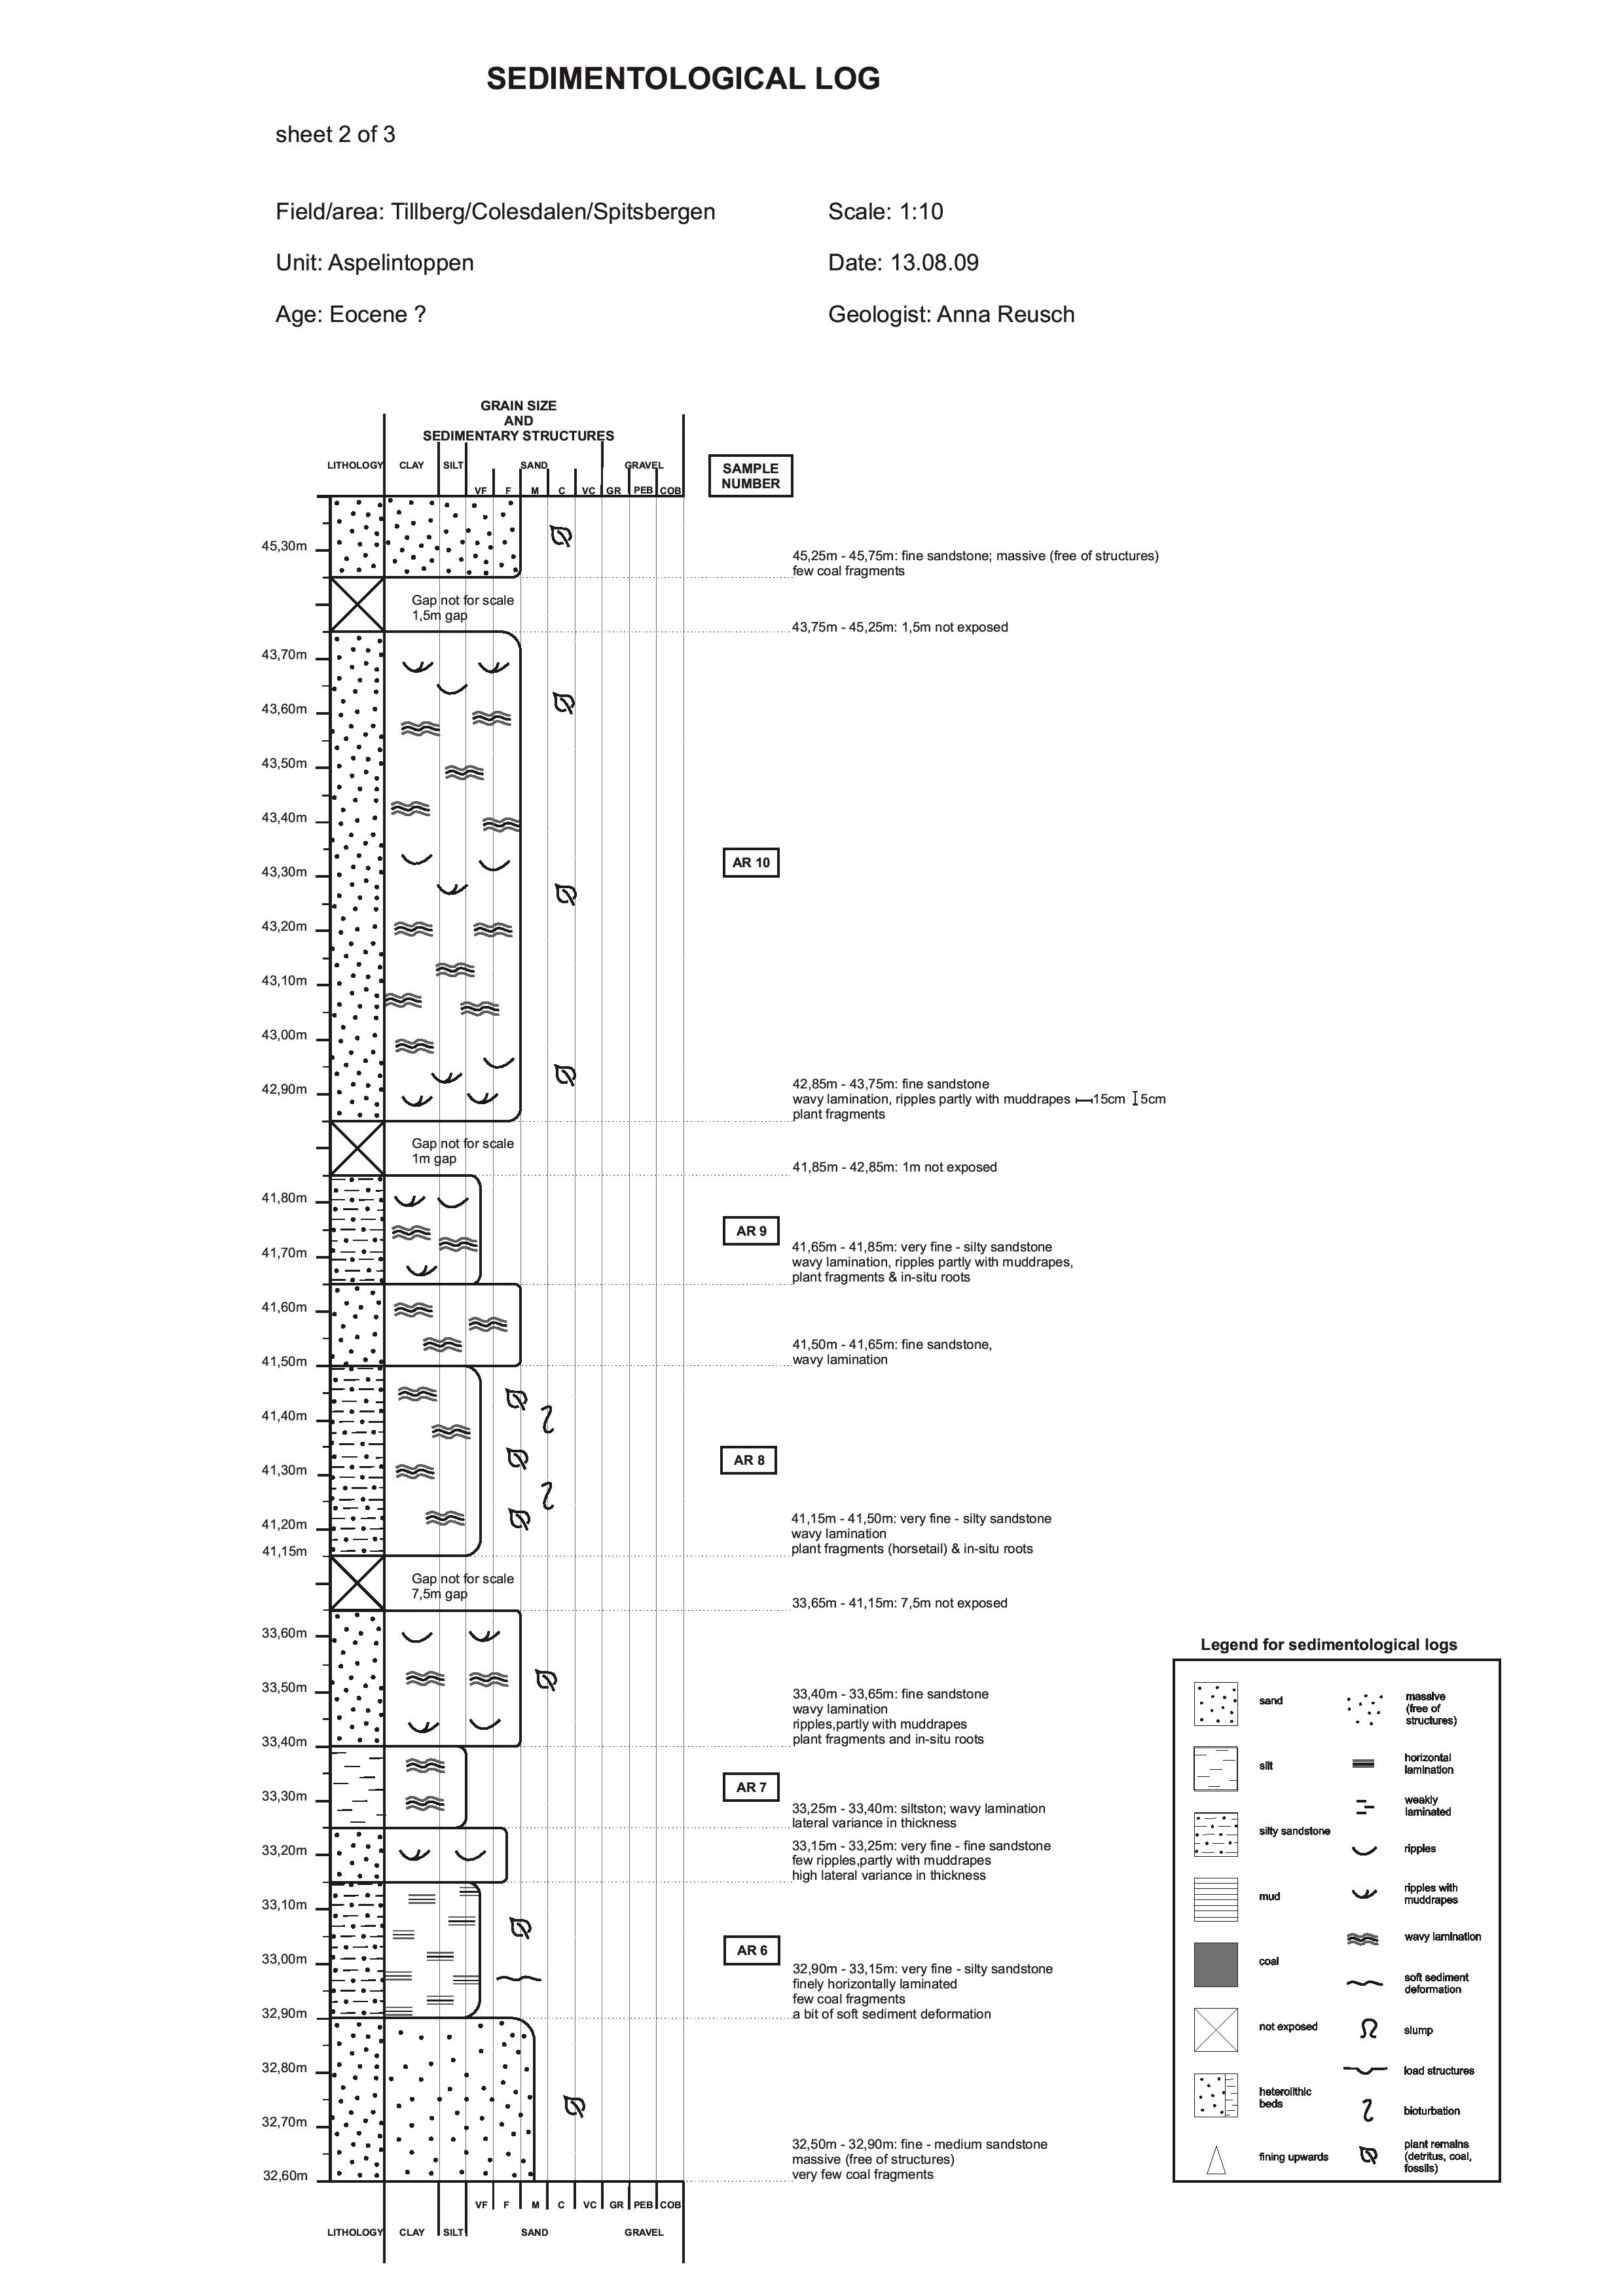 SEDIMENTOLOGICAL LOG
sheet 2 of 3
Field/area: Tillberg/Colesdalen/Spitsbergen
Scale: 1:10
Unit: Aspelintoppen
Date: 13.08.09
Age: Eocene ?
Geologist: Anna Reusch
GRAIN SIZE
AND
SEDIMENTARY STRUCTURES
LITHOLOGY CLAY SILT SAND GRAVEL
VF F M C VC GR PEB COB
SAMPLE
NUMBER
45,30m
45,25m - 45,75m: fine sandstone; massive (free of structures)
few coal fragments
Gap not for scale
1,5m gap
43,75m - 45,25m: 1,5m not exposed
43,70m
43,60m
43,50m
43,40m
43,30m
AR 10
43,20m
43,10m
43,00m
42,90m
42,85m - 43,75m: fine sandstone
wavy lamination, ripples partly with muddrapes 15cm 5cm
plant fragments
Gap not for scale
1m gap
41,85m - 42,85m: 1m not exposed
41,80m
AR 9
41,70m
41,65m - 41,85m: very fine - silty sandstone
wavy lamination, ripples partly with muddrapes,
plant fragments & in-situ roots
41,60m
41,50m - 41,65m: fine sandstone,
wavy lamination
41,50m
41,40m
AR 8
41,30m
41,20m
41,15m - 41,50m: very fine - silty sandstone
wavy lamination
plant fragments (horsetail) & in-situ roots
41,15m
Gap not for scale
7,5m gap
33,65m - 41,15m: 7,5m not exposed
33,60m
33,50m
33,40m - 33,65m: fine sandstone
wavy lamination
ripples,partly with muddrapes
plant fragments and in-situ roots
33,40m
AR 7
33,30m
33,25m - 33,40m: siltston; wavy lamination
lateral variance in thickness
33,20m
33,15m - 33,25m: very fine - fine sandstone
few ripples,partly with muddrapes
high lateral variance in thickness
33,10m
AR 6
33,00m
32,90m - 33,15m: very fine - silty sandstone
finely horizontally laminated
few coal fragments
a bit of soft sediment deformation
32,90m
32,80m
32,70m
32,50m - 32,90m: fine - medium sandstone
massive (free of structures)
very few coal fragments
32,60m
VF F M C VC GR PEB COB
LITHOLOGY CLAY SILT SAND GRAVEL
Legend for sedimentological logs
sand
silt
silty sandstone
mud
coal
not exposed
heterolithic
beds
fining upwards
massive
(free of
structures)
horizontal
lamination
weakly
laminated
ripples
ripples with
muddrapes
wavy lamination
soft sediment
deformation
slump
load structures
bioturbation
plant remains
(detritus, coal,
fossils)